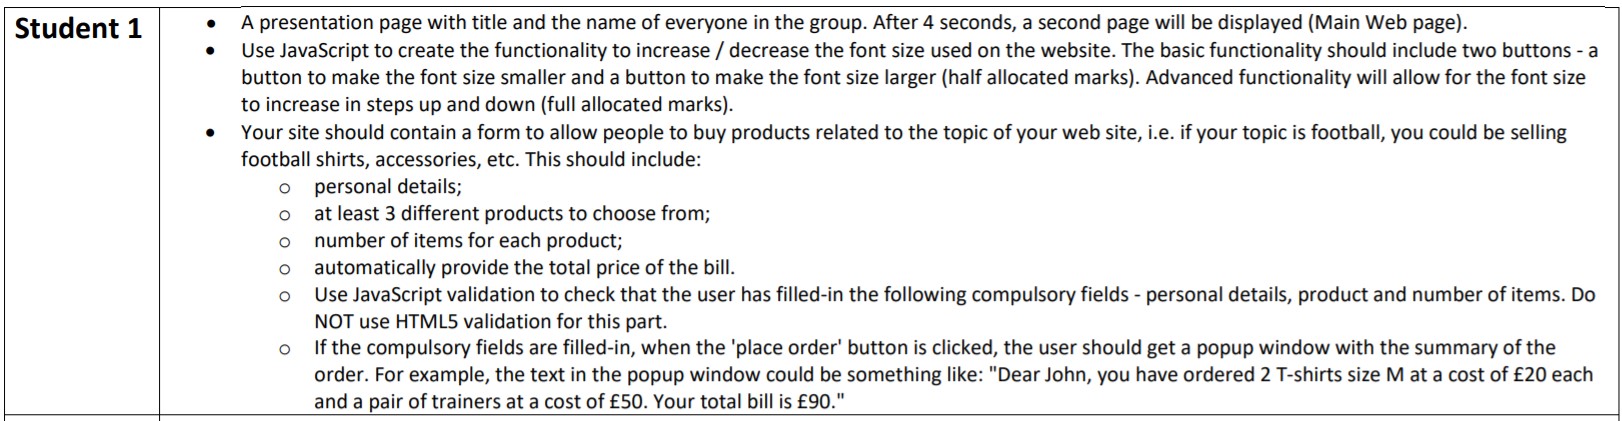 Student 1
• A presentation page with title and the name of everyone in the group. After 4 seconds, a second page will be displayed (Main Web page).
• Use JavaScript to create the functionality to increase / decrease the font size used on the website. The basic functionality should include two buttons - a
button to make the font size smaller and a button to make the font size larger (half allocated marks). Advanced functionality will allow for the font size
to increase in steps up and down (full allocated marks).
• Your site should contain a form to allow people to buy products related to the topic of your web site, i.e. if your topic is football, you could be selling
football shirts, accessories, etc. This should include:
o personal details;
o at least 3 different products to choose from;
o number of items for each product;
o automatically provide the total price of the bill.
o Use JavaScript validation to check that the user has filled-in the following compulsory fields - personal details, product and number of items. Do
NOT use HTML5 validation for this part.
o If the compulsory fields are filled-in, when the 'place order' button is clicked, the user should get a popup window with the summary of the
order. For example, the text in the popup window could be something like: "Dear John, you have ordered 2 T-shirts size M at a cost of £20 each
and a pair of trainers at a cost of £50. Your total bill is £90."